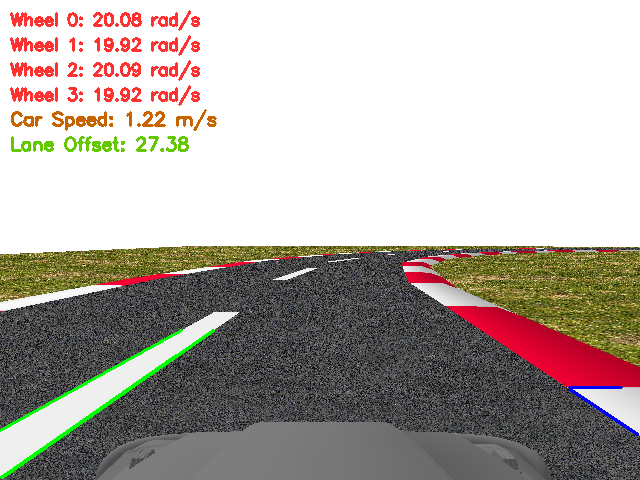 Wheel 0: 20.08 rad/s
Wheel 1: 19.92 rad/s
Wheel 2: 20.09 rad/s
Wheel 3: 19.92 rad/s
Car Speed: 1.22 m/s
Lane Offset: 27.38